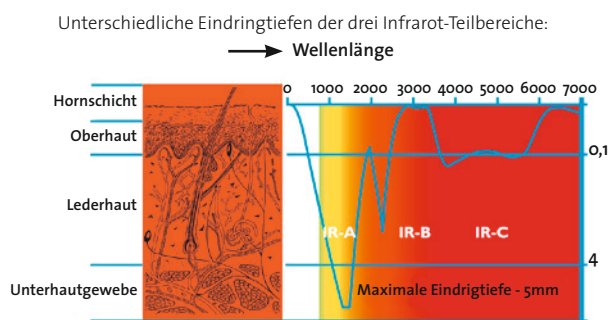 Unterschiedliche Eindringtiefen der drei Infrarot-Teilbereiche:
Wellenlänge
0 1000 2000 3000 4000 5000 6000 7000
Hornschicht
Oberhaut
0,1
Lederhaut
IR-A IR-B IR-C
4
Unterhautgewebe
Maximale Eindrigtiefe - 5mm